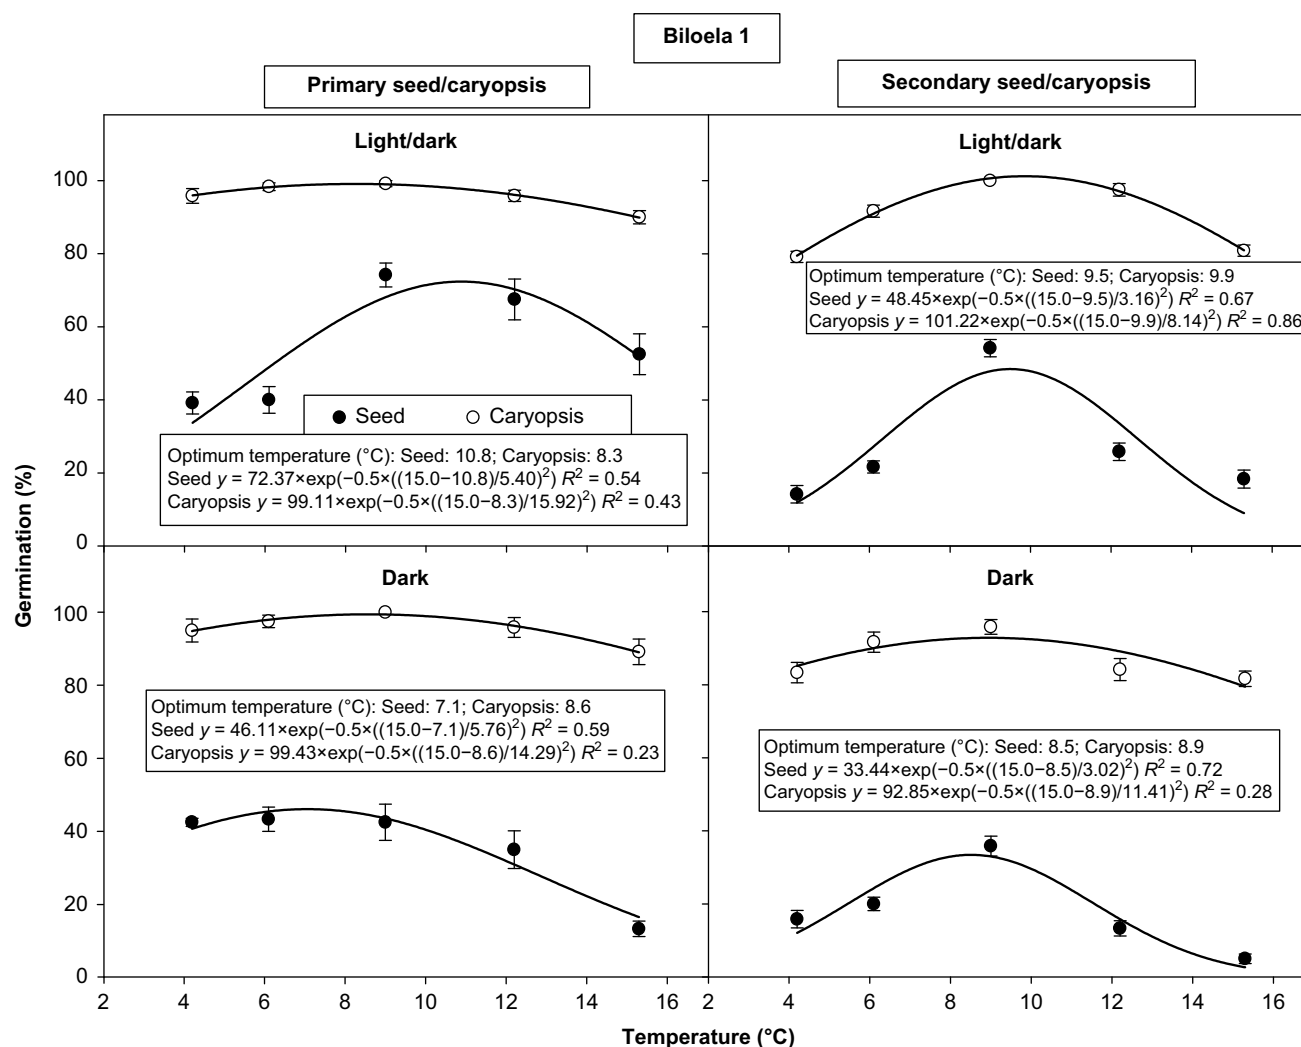 Biloela 1
Primary seed/caryopsis
Secondary seed/caryopsis
Light/dark
100
80
60
40
20
0
Seed
Caryopsis
Optimum temperature (°C): Seed: 10.8; Caryopsis: 8.3
Seed y = 72.37×exp(−0.5×((15.0−10.8)/5.40)²) R² = 0.54
Caryopsis y = 99.11×exp(−0.5×((15.0−8.3)/15.92)²) R² = 0.43
Light/dark
Optimum temperature (°C): Seed: 9.5; Caryopsis: 9.9
Seed y = 48.45×exp(−0.5×((15.0−9.5)/3.16)²) R² = 0.67
Caryopsis y = 101.22×exp(−0.5×((15.0−9.9)/8.14)²) R² = 0.86
Germination (%)
Dark
100
80
60
40
20
0
Optimum temperature (°C): Seed: 7.1; Caryopsis: 8.6
Seed y = 46.11×exp(−0.5×((15.0−7.1)/5.76)²) R² = 0.59
Caryopsis y = 99.43×exp(−0.5×((15.0−8.6)/14.29)²) R² = 0.23
Dark
Optimum temperature (°C): Seed: 8.5; Caryopsis: 8.9
Seed y = 33.44×exp(−0.5×((15.0−8.5)/3.02)²) R² = 0.72
Caryopsis y = 92.85×exp(−0.5×((15.0−8.9)/11.41)²) R² = 0.28
2 4 6 8 10 12 14 16
2 4 6 8 10 12 14 16
Temperature (°C)